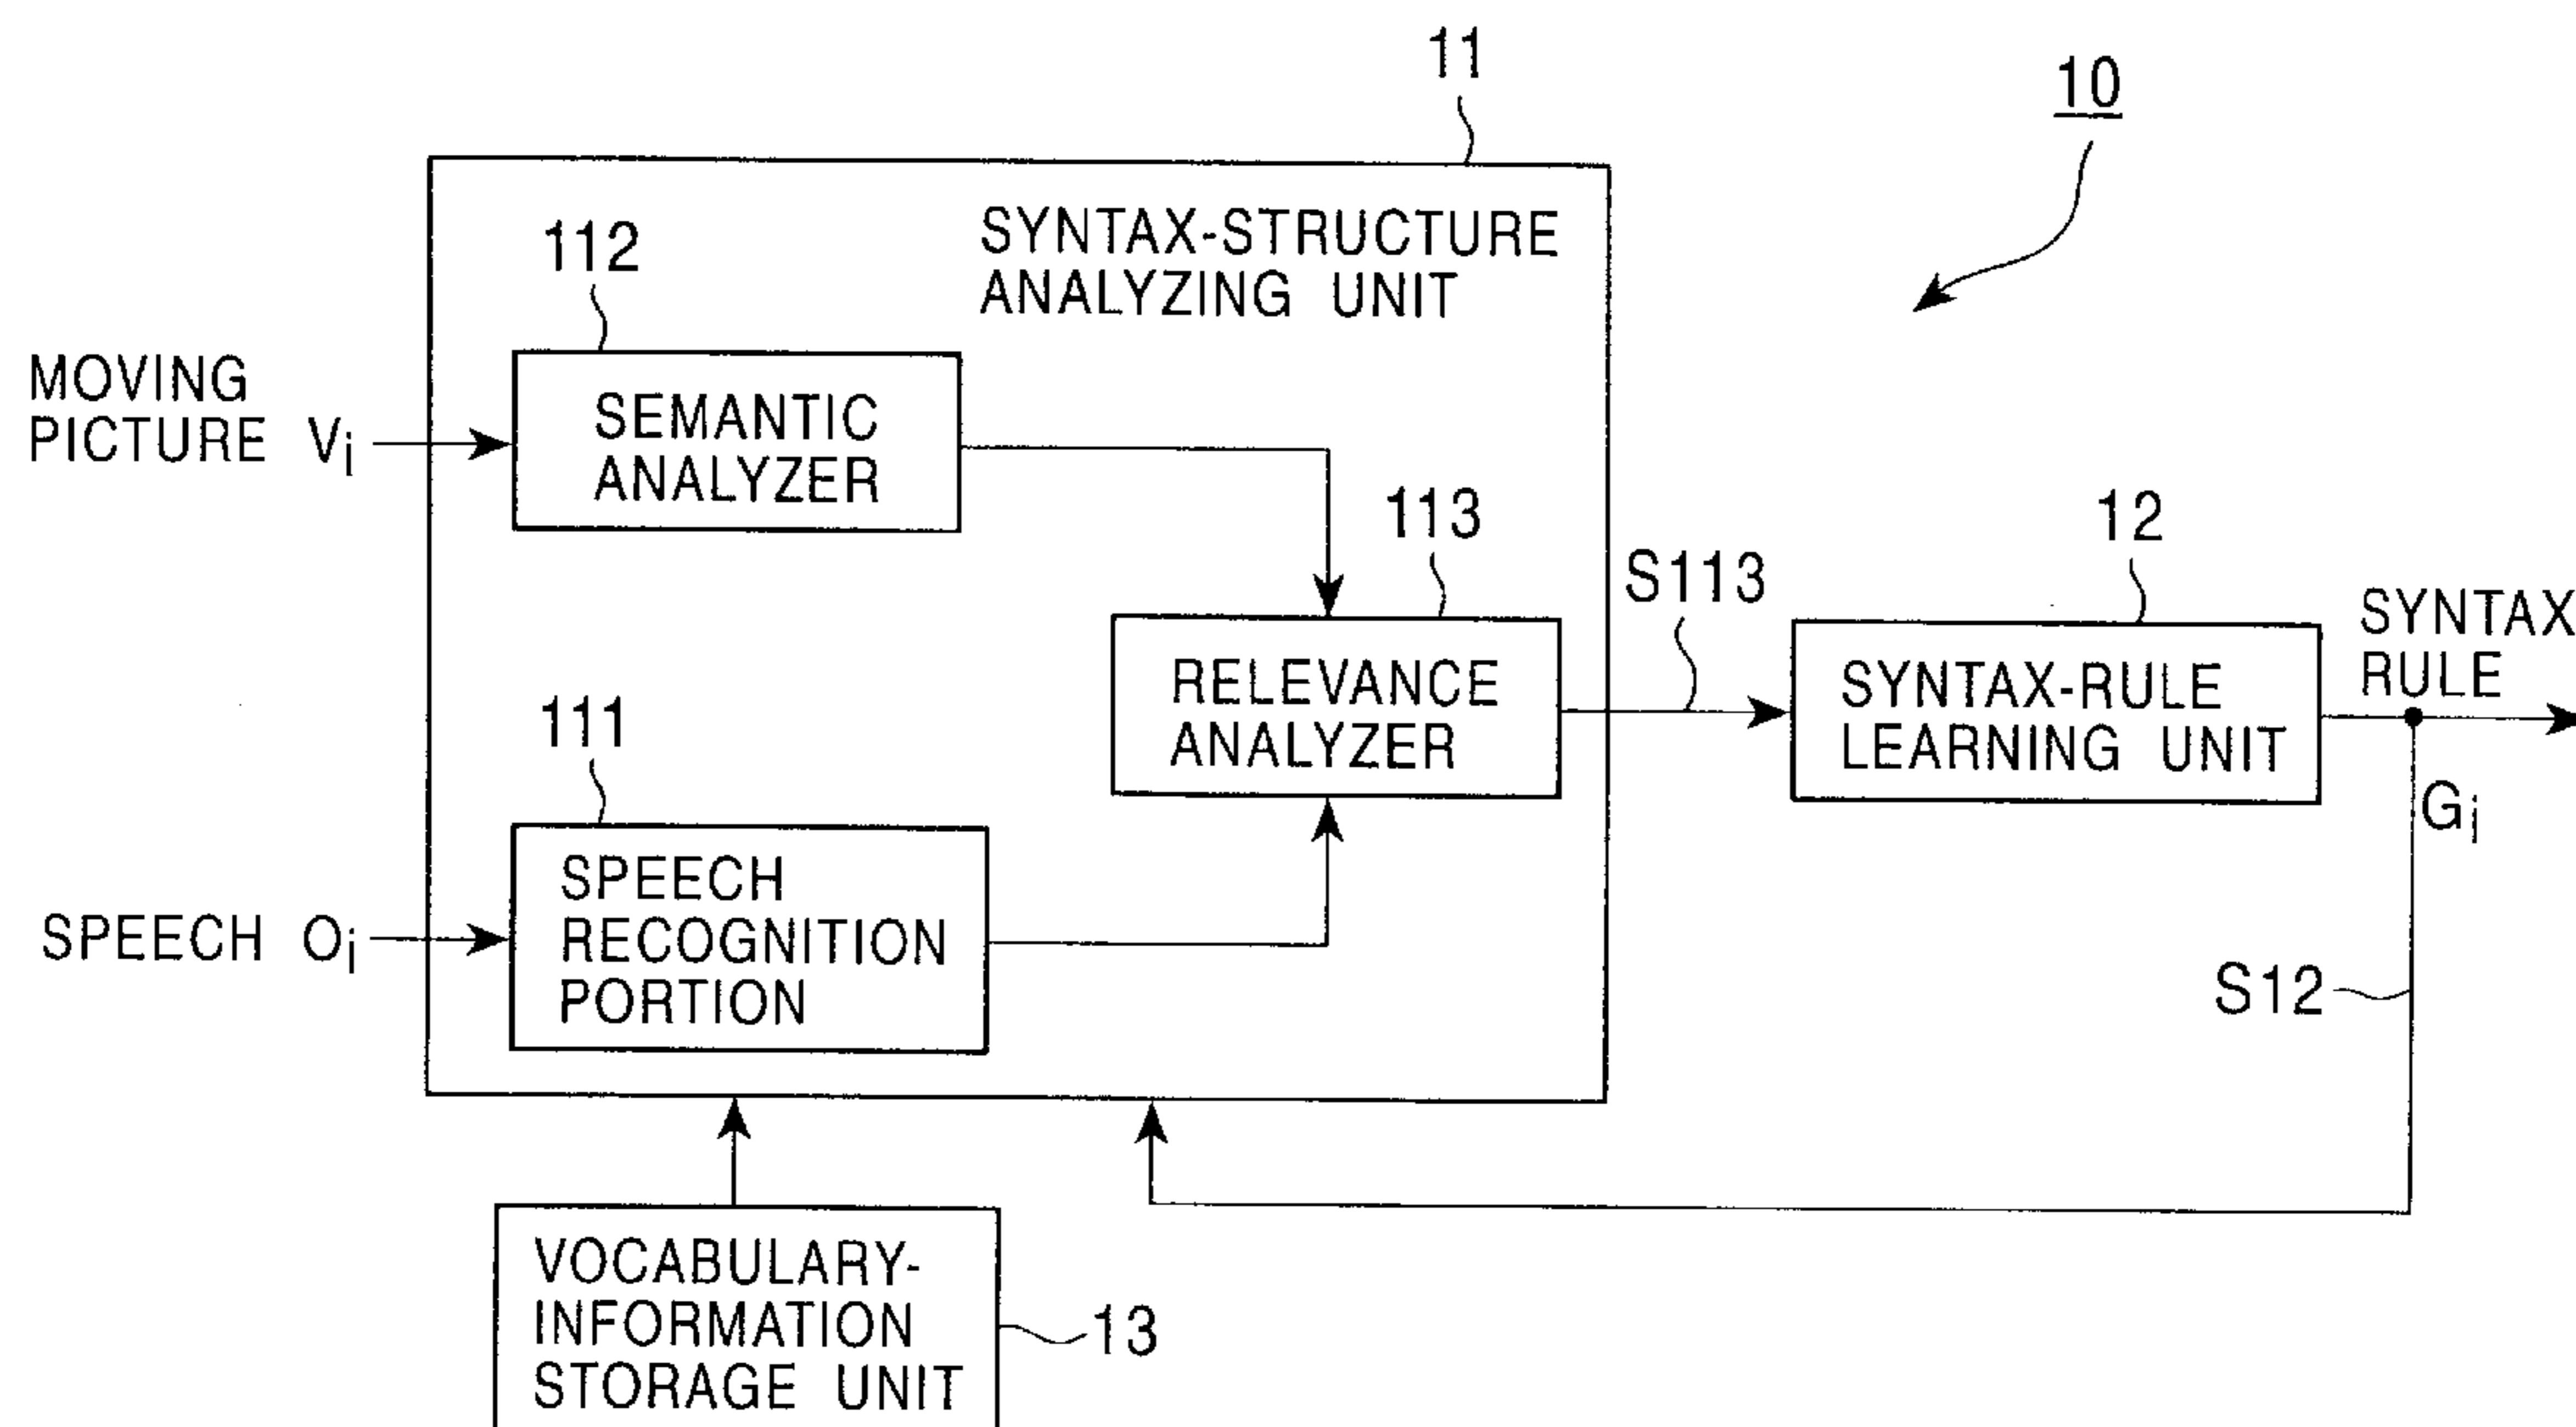 11
10
SYNTAX-STRUCTURE
ANALYZING UNIT
112
MOVING
PICTURE Vi
SEMANTIC
ANALYZER
113
S113
12
SYNTAX
RULE
RELEVANCE
ANALYZER
SYNTAX-RULE
LEARNING UNIT
Gi
111
SPEECH Oi
SPEECH
RECOGNITION
PORTION
S12
VOCABULARY-
INFORMATION
STORAGE UNIT
13